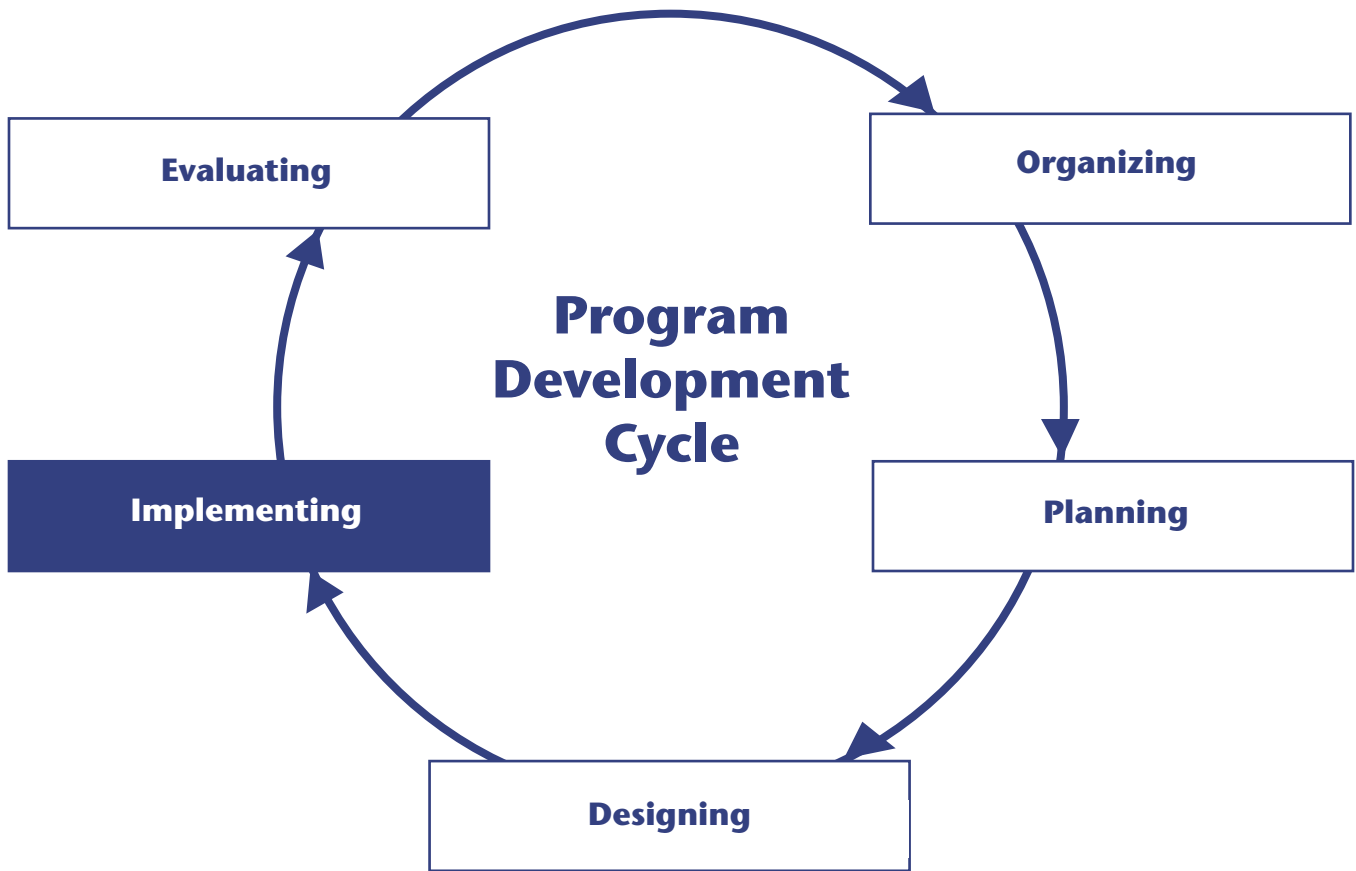 Evaluating
Organizing
Program
Development
Cycle
Implementing
Planning
Designing